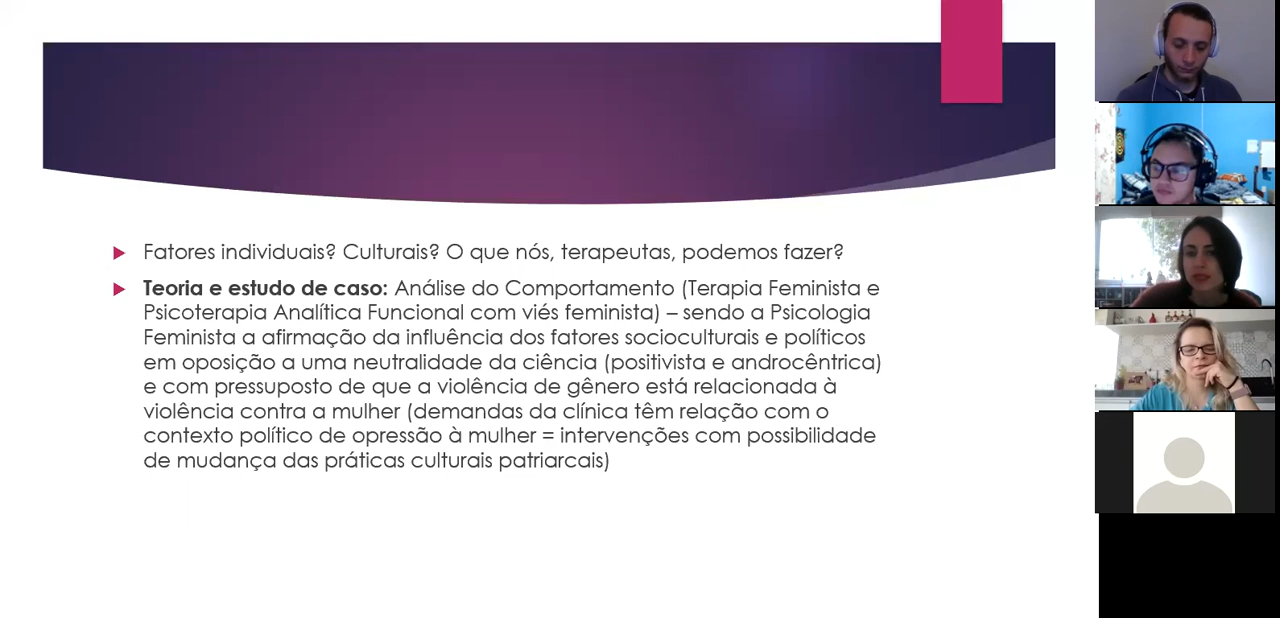 Fatores individuais? Culturais? O que nós, terapeutas, podemos fazer?
Teoria e estudo de caso: Análise do Comportamento (Terapia Feminista e
Psicoterapia Analítica Funcional com viés feminista) – sendo a Psicologia
Feminista a afirmação da influência dos fatores socioculturais e políticos
em oposição a uma neutralidade da ciência (positivista e androcêntrica)
e com pressuposto de que a violência de gênero está relacionada à
violência contra a mulher (demandas da clínica têm relação com o
contexto político de opressão à mulher = intervenções com possibilidade
de mudança das práticas culturais patriarcais)